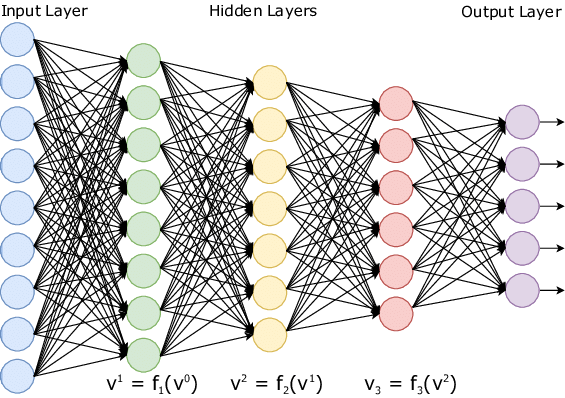 Input Layer
Hidden Layers
Output Layer
v¹ = f₁(v⁰)
v² = f₂(v¹)
v₃ = f₃(v²)